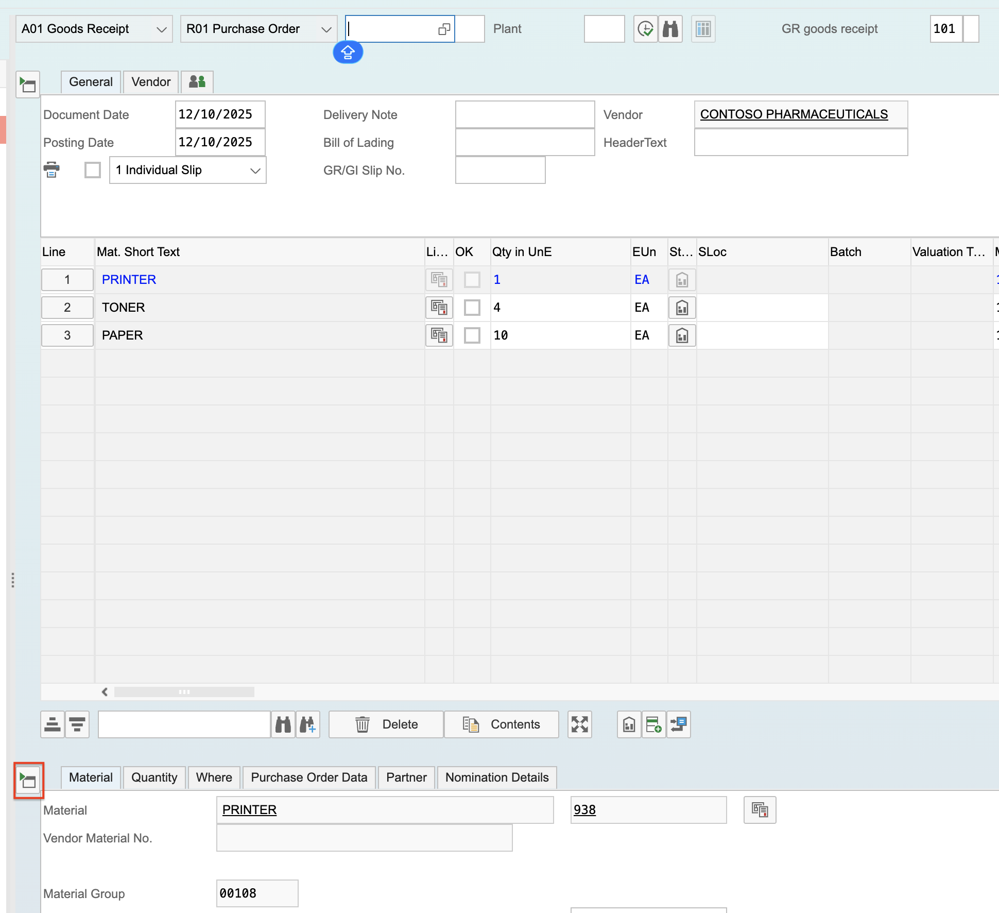 A01 Goods Receipt R01 Purchase Order Plant GR goods receipt 101
General Vendor
Document Date 12/10/2025 Delivery Note Vendor CONTOSO PHARMACEUTICALS
Posting Date 12/10/2025 Bill of Lading HeaderText
1 Individual Slip GR/GI Slip No.
Line Mat. Short Text Li... OK Qty in UnE EUn St... SLoc Batch Valuation T...
1 PRINTER 1 EA
2 TONER 4 EA
3 PAPER 10 EA
Delete Contents
Material Quantity Where Purchase Order Data Partner Nomination Details
Material PRINTER 938
Vendor Material No.
Material Group 00108